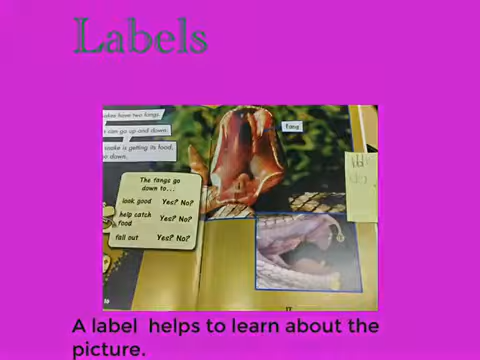 Labels
have two fangs.
can go up and down.
snake is getting its food,
down.
fang
The fangs go
down to...
look good Yes? No?
help catch
food Yes? No?
fall out Yes? No?
A label helps to learn about the
picture.